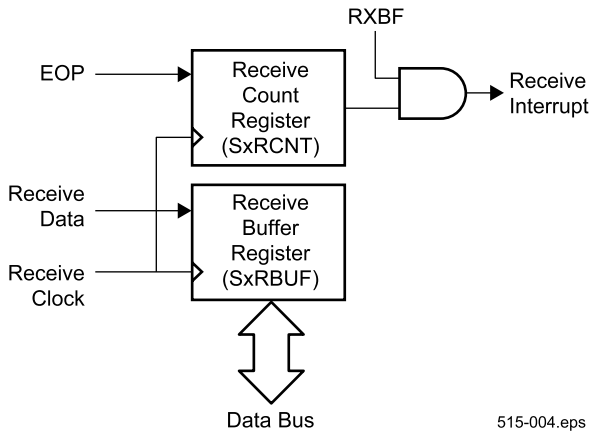 RXBF
EOP
Receive
Count
Register
(SxRCNT)
Receive
Interrupt
Receive
Data
Receive
Buffer
Register
(SxRBUF)
Receive
Clock
Data Bus
515-004.eps